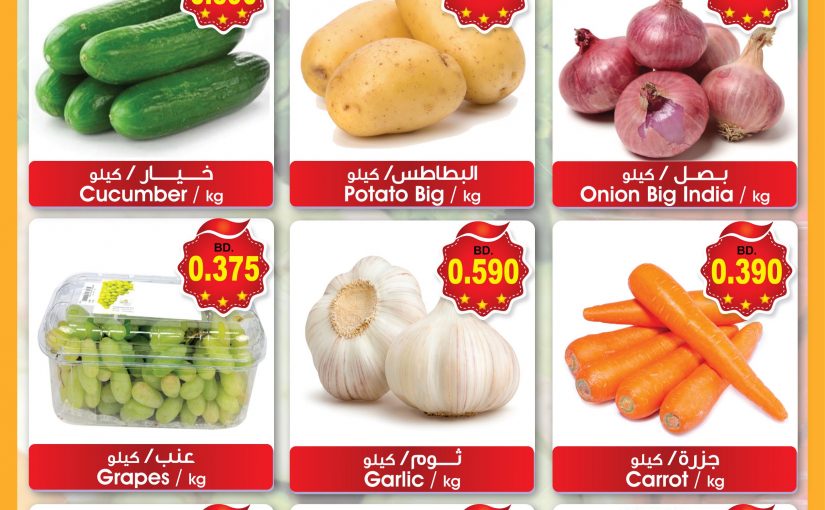 خيار/ كيلو
Cucumber / kg
البطاطس/ كيلو
Potato Big / kg
بصل / كيلو
Onion Big India / kg
BD.
0.375
عنب/ كيلو
Grapes / kg
BD.
0.590
ثوم/ كيلو
Garlic / kg
BD.
0.390
جزرة/ كيلو
Carrot / kg